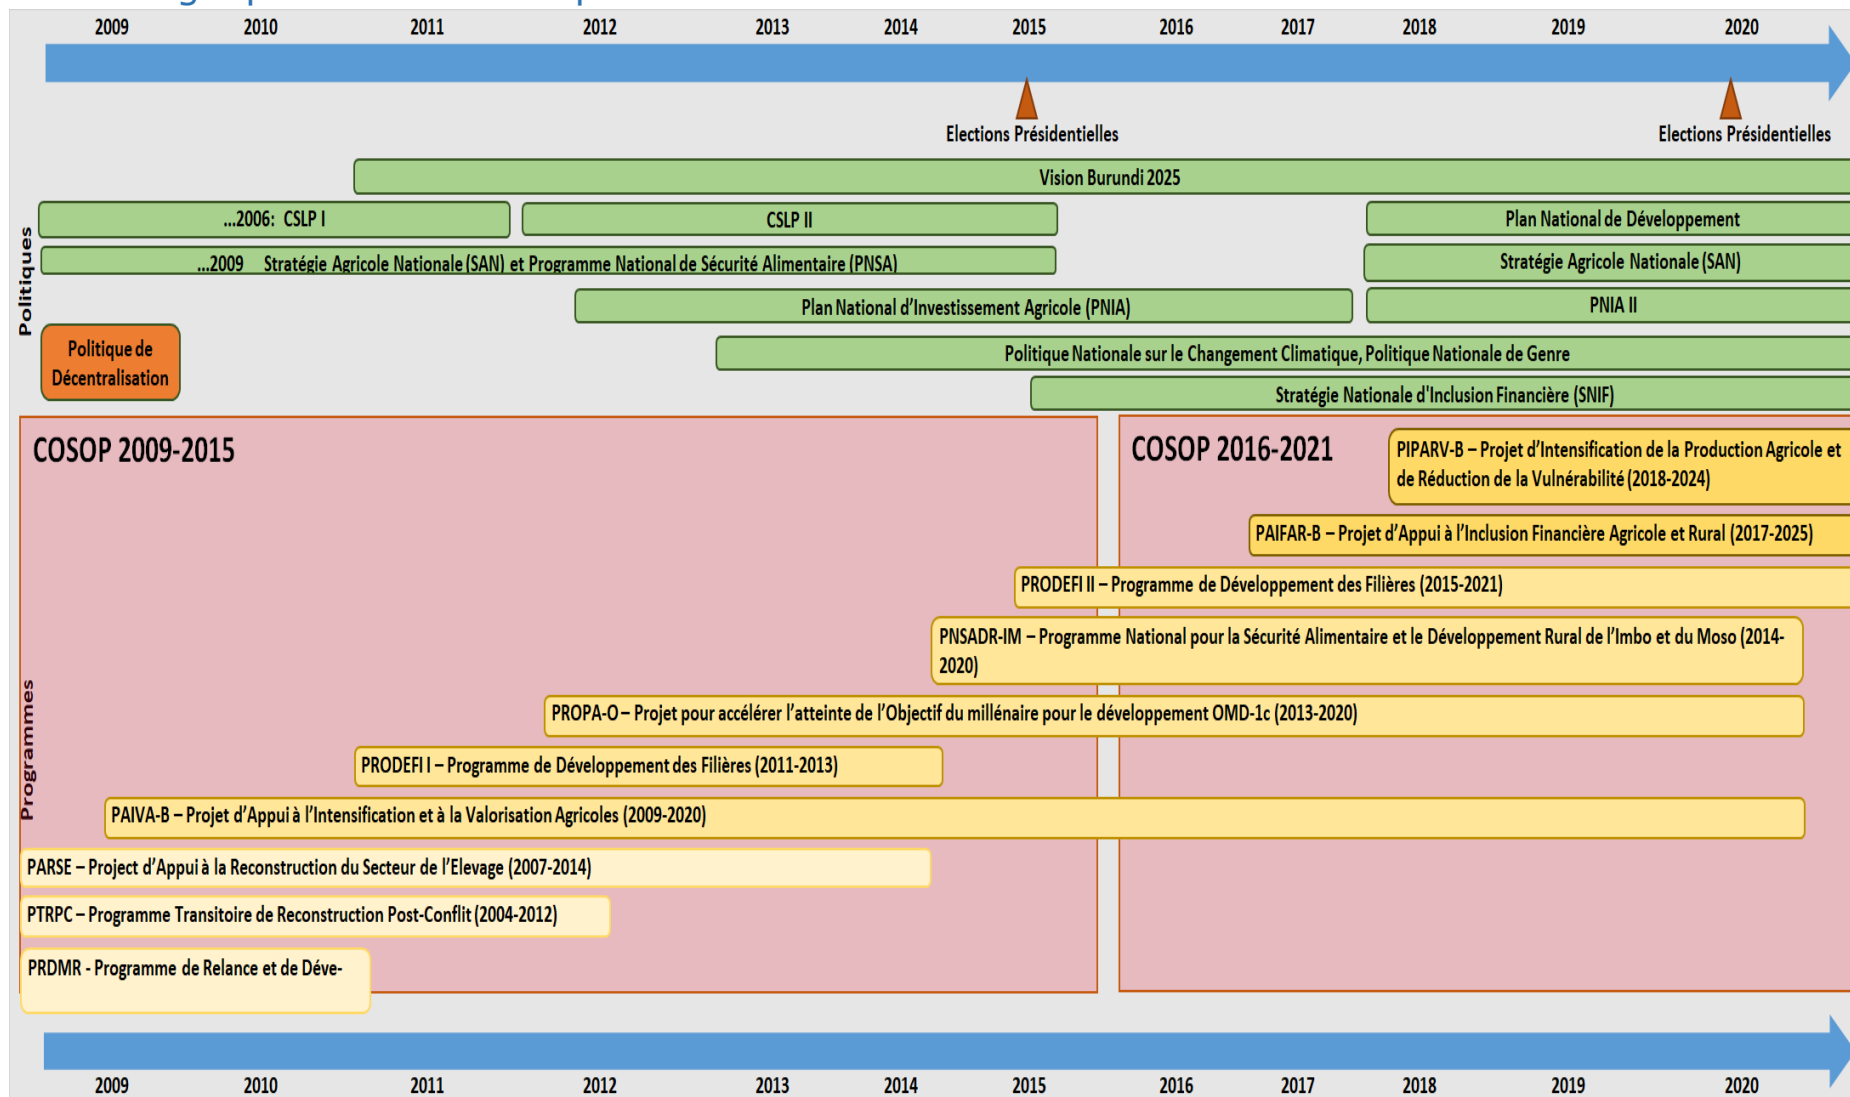 2009 2010 2011 2012 2013 2014 2015 2016 2017 2018 2019 2020
Elections Présidentielles
Elections Présidentielles
Politiques
Vision Burundi 2025
...2006: CSLP I
CSLP II
Plan National de Développement
...2009 Stratégie Agricole Nationale (SAN) et Programme National de Sécurité Alimentaire (PNSA)
Stratégie Agricole Nationale (SAN)
Plan National d’Investissement Agricole (PNIA)
PNIA II
Politique de
Décentralisation
Politique Nationale sur le Changement Climatique, Politique Nationale de Genre
Stratégie Nationale d'Inclusion Financière (SNIF)
Programmes
COSOP 2009-2015
COSOP 2016-2021
PIPARV-B – Projet d’Intensification de la Production Agricole et
de Réduction de la Vulnérabilité (2018-2024)
PAIFAR-B – Projet d’Appui à l’Inclusion Financière Agricole et Rural (2017-2025)
PRODEFI II – Programme de Développement des Filières (2015-2021)
PNSADR-IM – Programme National pour la Sécurité Alimentaire et le Développement Rural de l’Imbo et du Moso (2014-
2020)
PROPA-O – Projet pour accélérer l’atteinte de l’Objectif du millénaire pour le développement OMD-1c (2013-2020)
PRODEFI I – Programme de Développement des Filières (2011-2013)
PAIVA-B – Projet d’Appui à l’Intensification et à la Valorisation Agricoles (2009-2020)
PARSE – Project d’Appui à la Reconstruction du Secteur de l’Elevage (2007-2014)
PTRPC – Programme Transitoire de Reconstruction Post-Conflit (2004-2012)
PRDMR - Programme de Relance et de Déve-
2009 2010 2011 2012 2013 2014 2015 2016 2017 2018 2019 2020